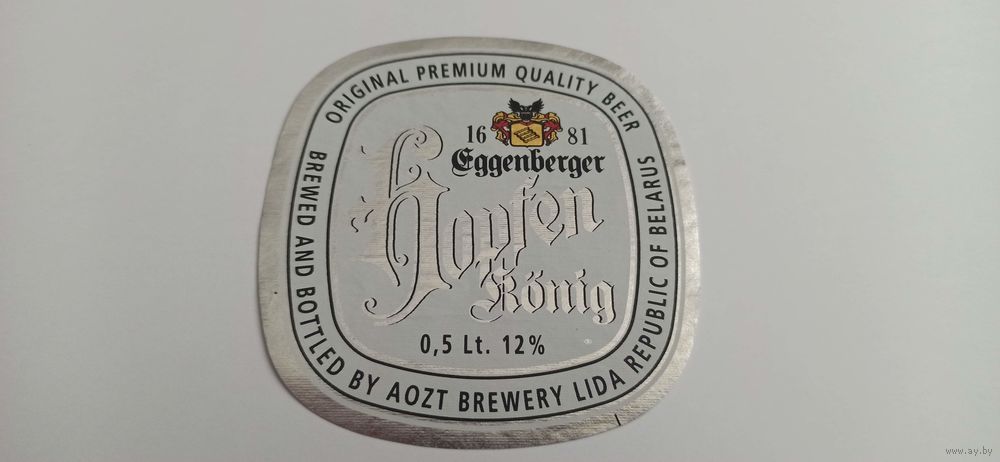 ORIGINAL PREMIUM QUALITY BEER
16 81
Eggenberger
Hopfen
König
0,5 Lt. 12%
BREWED AND BOTTLED BY AOZT BREWERY LIDA REPUBLIC OF BELARUS
www.ay.by